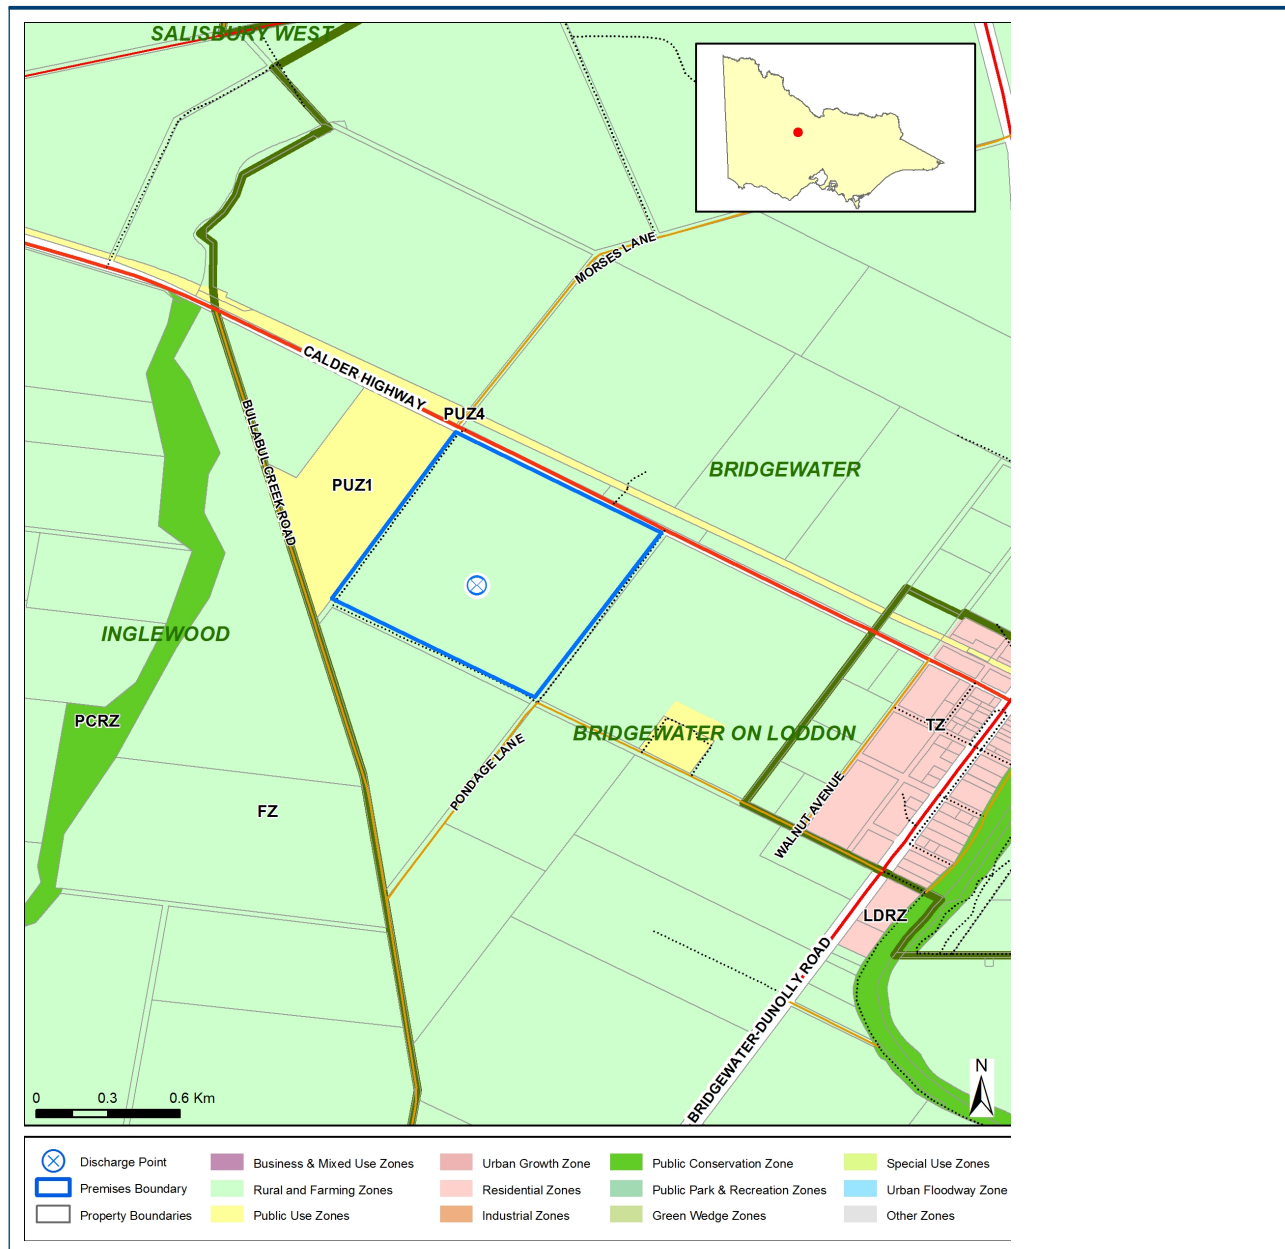 SALISBURY WEST
MORSES LANE
CALDER HIGHWAY
PUZ4
BULLABUL CREEK ROAD
PUZ1
BRIDGEWATER
INGLEWOOD
PCRZ
BRIDGEWATER ON LODDON
TZ
PONDAGE LANE
WALNUT AVENUE
FZ
LDRZ
BRIDGEWATER-DUNOLLY ROAD
N
0 0.3 0.6 Km
Discharge Point
Premises Boundary
Property Boundaries
Business & Mixed Use Zones
Rural and Farming Zones
Public Use Zones
Urban Growth Zone
Residential Zones
Industrial Zones
Public Conservation Zone
Public Park & Recreation Zones
Green Wedge Zones
Special Use Zones
Urban Floodway Zone
Other Zones